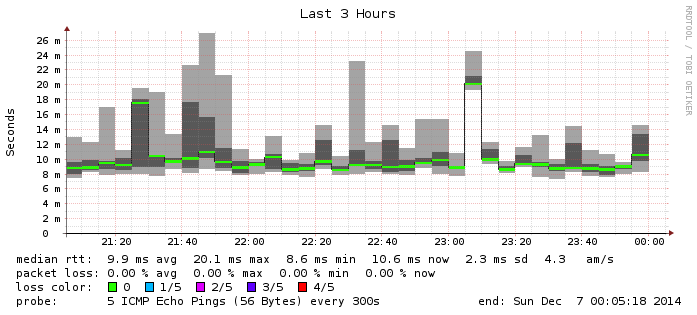 Last 3 Hours
RRDTOOL / TOBI OETIKER
Seconds
26 m
24 m
22 m
20 m
18 m
16 m
14 m
12 m
10 m
8 m
6 m
4 m
2 m
0
21:20 21:40 22:00 22:20 22:40 23:00 23:20 23:40 00:00
median rtt: 9.9 ms avg 20.1 ms max 8.6 ms min 10.6 ms now 2.3 ms sd 4.3 am/s
packet loss: 0.00 % avg 0.00 % max 0.00 % min 0.00 % now
loss color: 0 1/5 2/5 3/5 4/5
probe: 5 ICMP Echo Pings (56 Bytes) every 300s end: Sun Dec 7 00:05:18 2014